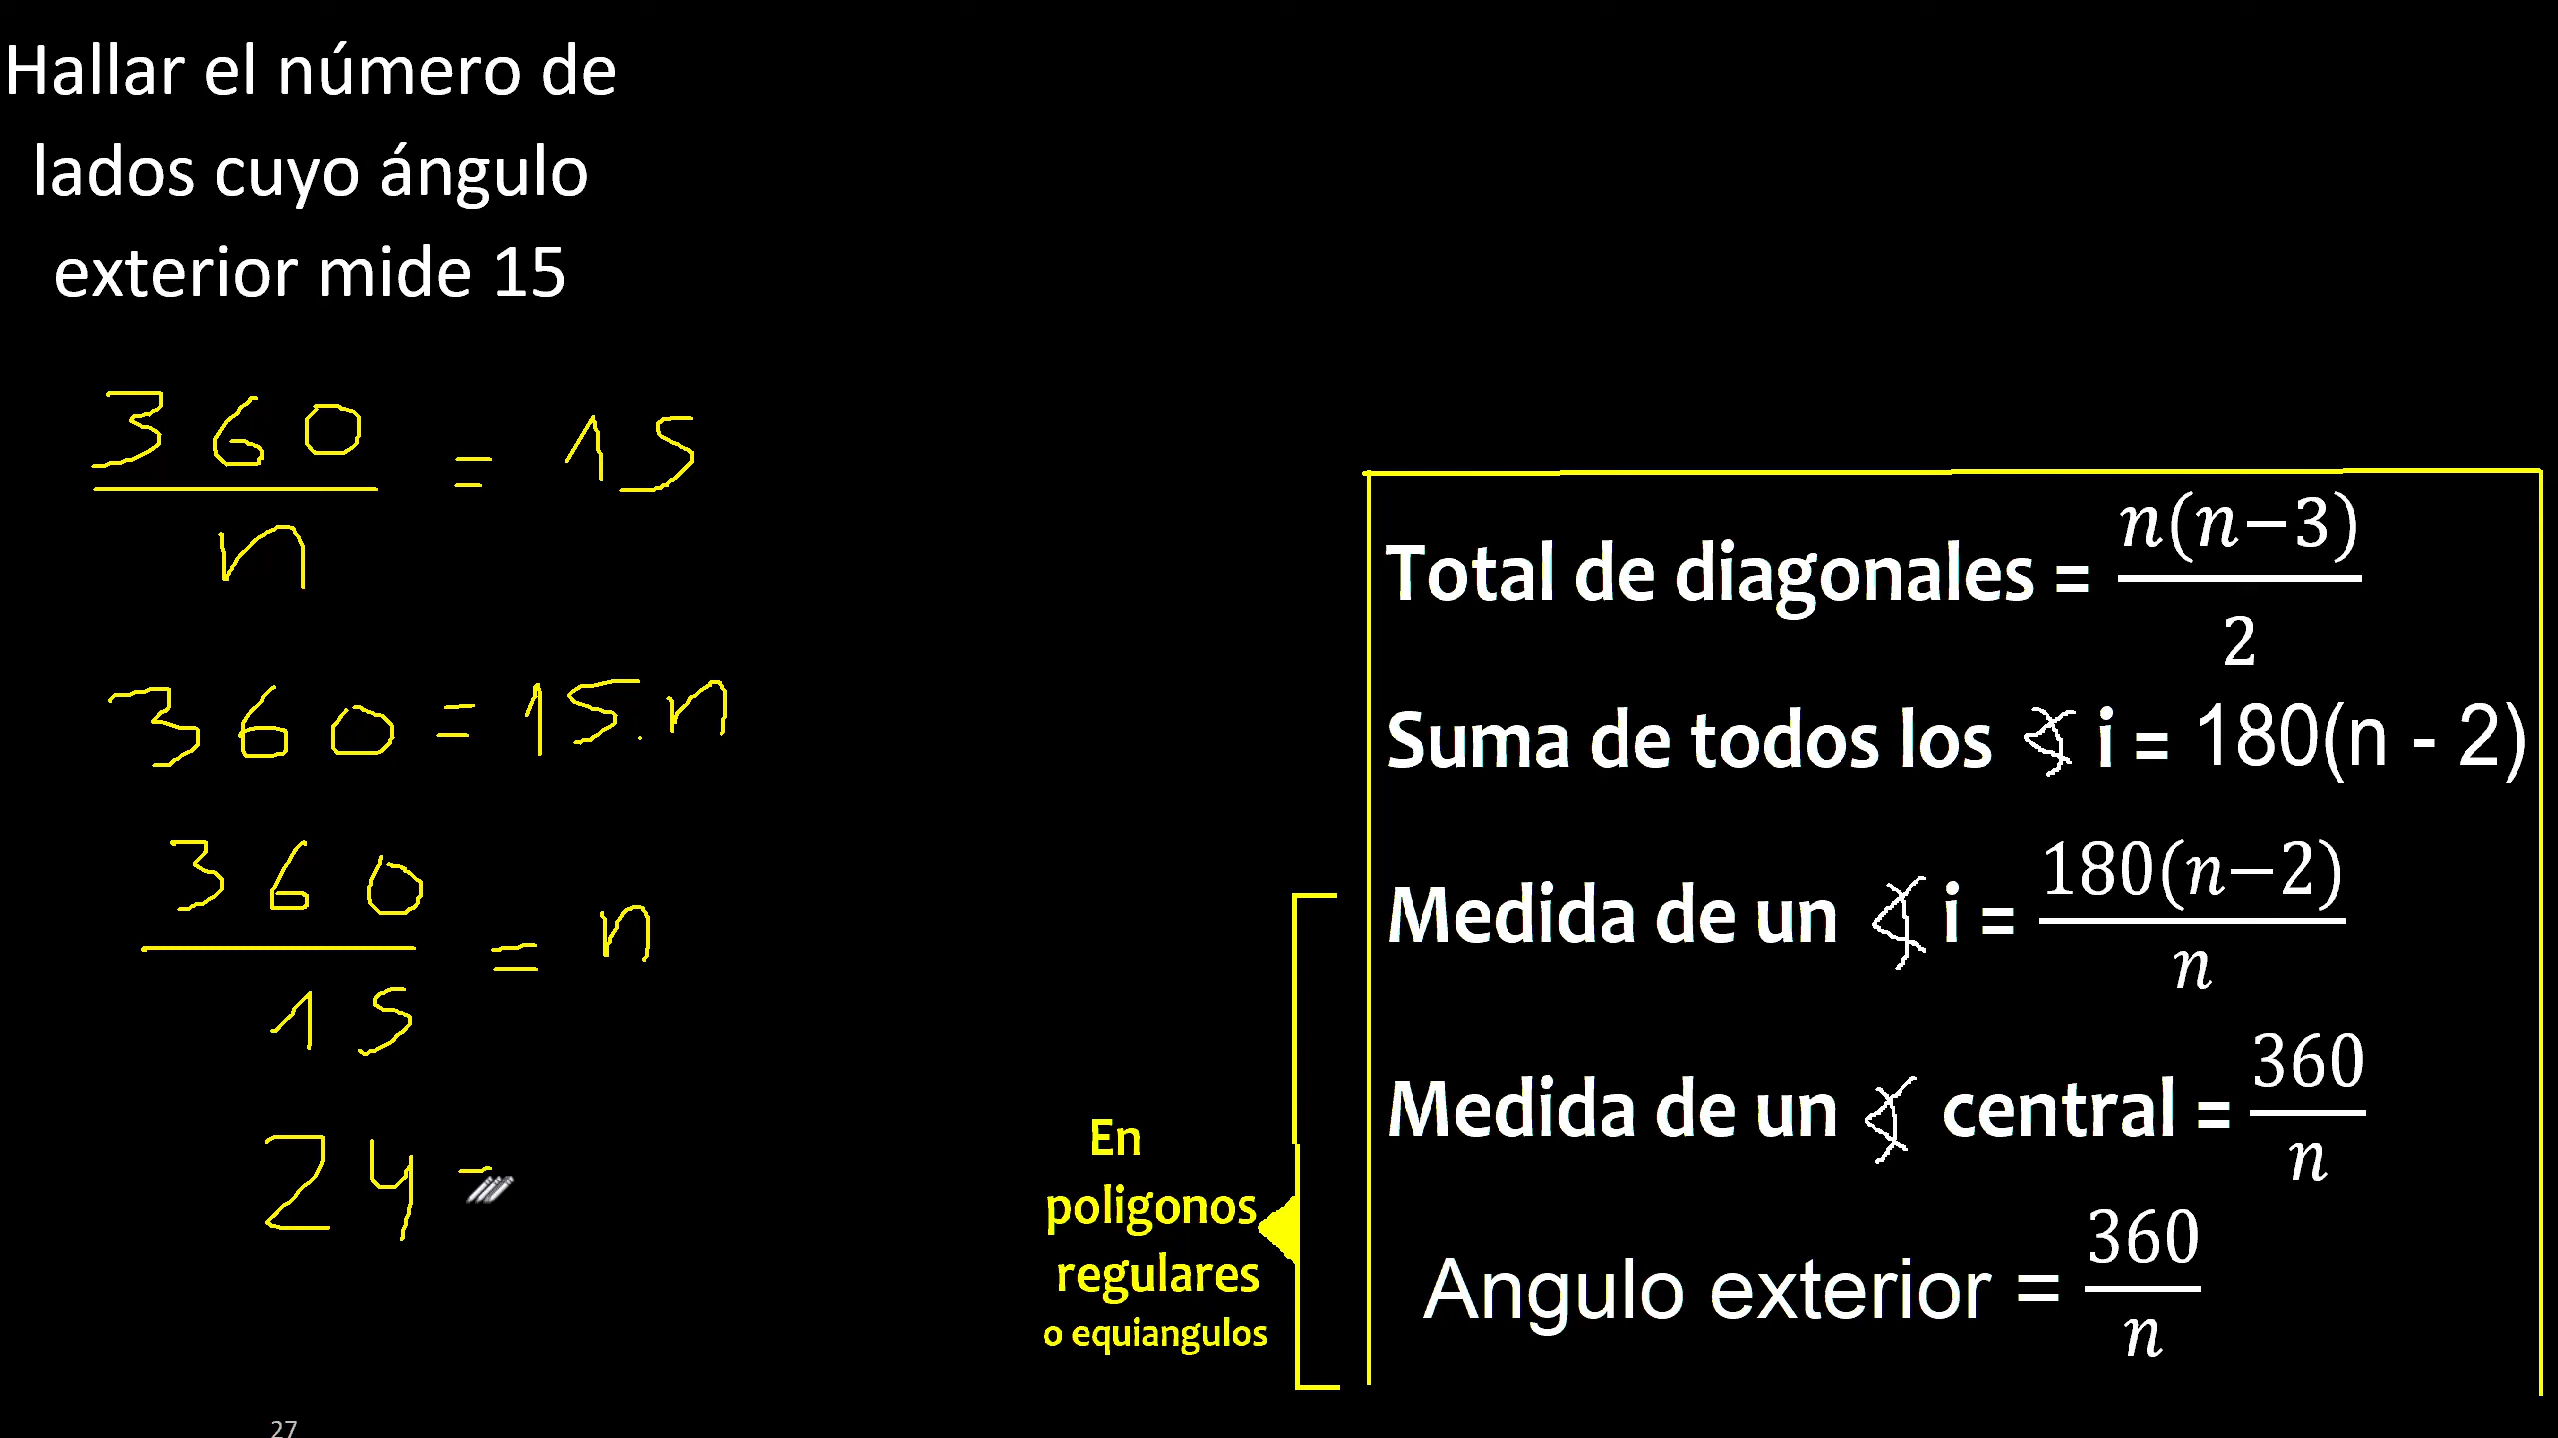 Hallar el número de
lados cuyo ángulo
exterior mide 15
360
n
= 15
360 = 15.n
360
15
= n
24 =
Total de diagonales = n(n−3)
2
Suma de todos los ∢ i = 180(n - 2)
Medida de un ∢ i = 180(n−2)
n
Medida de un ∢ central = 360
n
Angulo exterior = 360
n
En
poligonos
regulares
o equiangulos
27